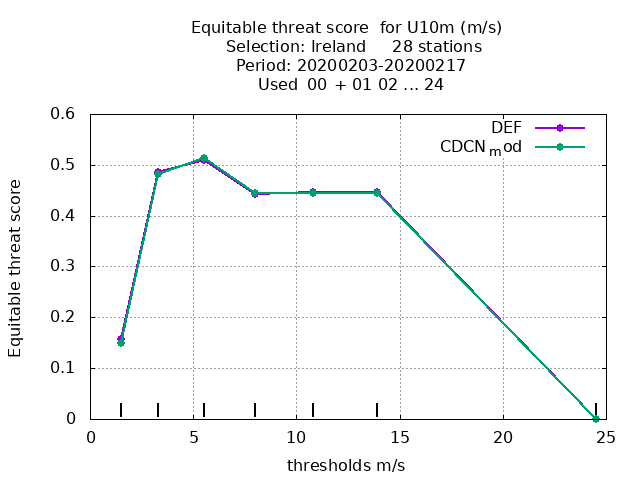 Equitable threat score  for U10m (m/s)
Selection: Ireland     28 stations
Period: 20200203-20200217
Used  00  + 01 02 ... 24
DEF
CDCNmod
Equitable threat score
0.6
0.5
0.4
0.3
0.2
0.1
0
0 5 10 15 20 25
thresholds m/s